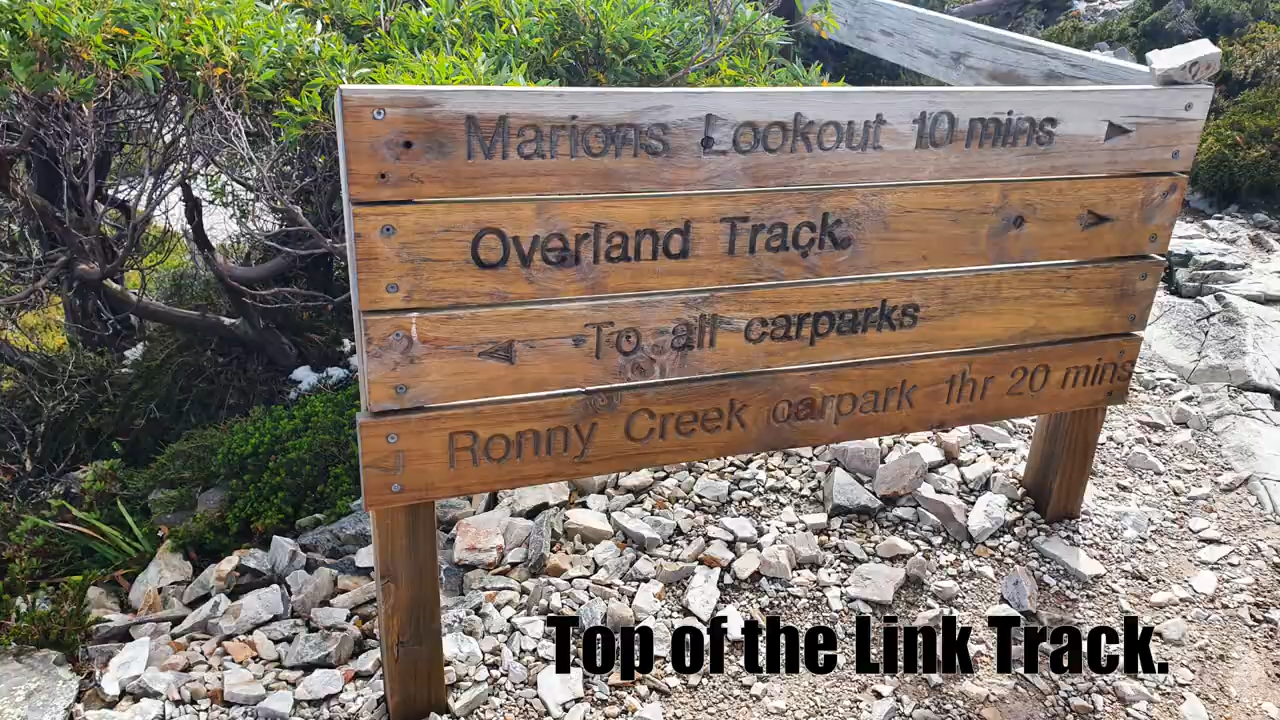 Marions Lookout 10 mins
Overland Track
To all carparks
Ronny Creek carpark 1hr 20 mins
Top of the Link Track.